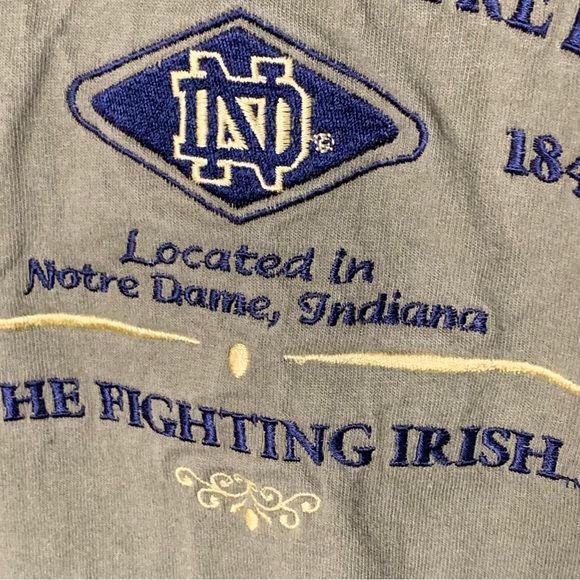 ND ®
184
Located in
Notre Dame, Indiana
HE FIGHTING IRISH